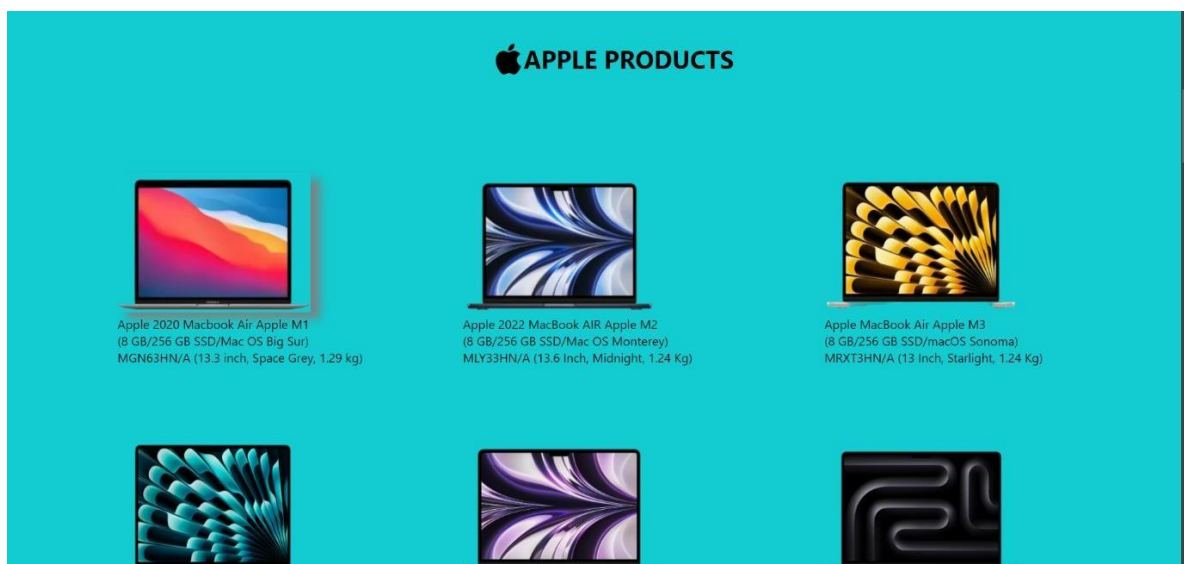 APPLE PRODUCTS
Apple 2020 Macbook Air Apple M1
(8 GB/256 GB SSD/Mac OS Big Sur)
MGN63HN/A (13.3 inch, Space Grey, 1.29 kg)
Apple 2022 MacBook AIR Apple M2
(8 GB/256 GB SSD/Mac OS Monterey)
MLY33HN/A (13.6 Inch, Midnight, 1.24 Kg)
Apple MacBook Air Apple M3
(8 GB/256 GB SSD/macOS Sonoma)
MRXT3HN/A (13 Inch, Starlight, 1.24 Kg)